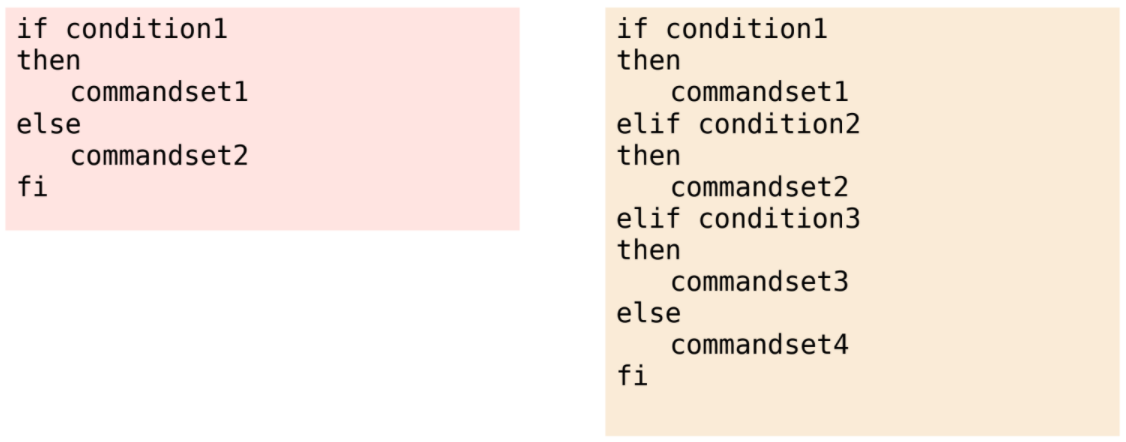 if condition1
then
commandset1
else
commandset2
fi
if condition1
then
commandset1
elif condition2
then
commandset2
elif condition3
then
commandset3
else
commandset4
fi